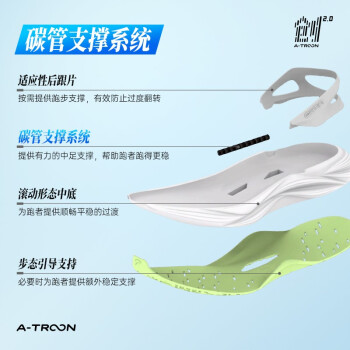 碳管支撑系统
2.0
A-TROON
适应性后跟片
按需提供跑步支撑，有效防止过度翻转
碳管支撑系统
提供有力的中足支撑，帮助跑者跑得更稳
滚动形态中底
为跑者提供顺畅平稳的过渡
步态引导支持
必要时为跑者提供额外稳定支撑
A-TROON